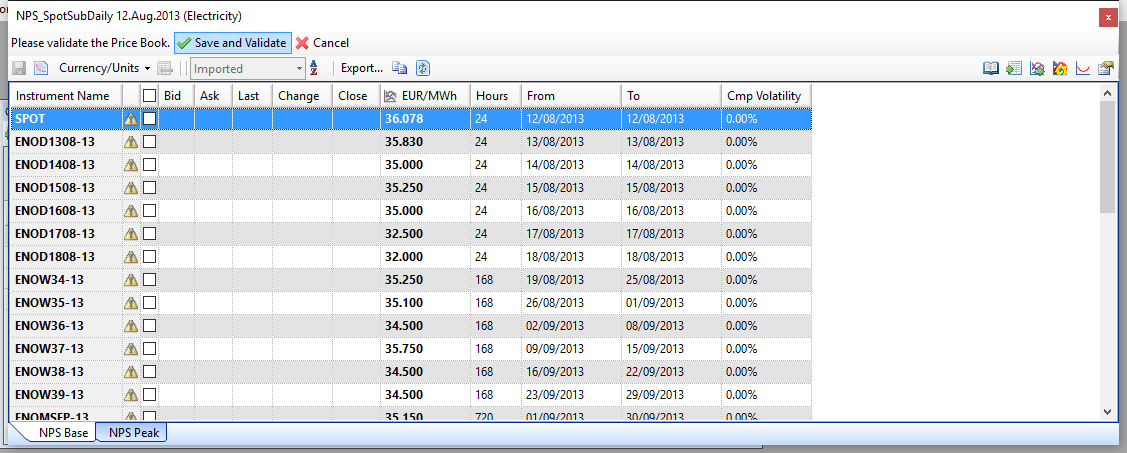 NPS_SpotSubDaily 12.Aug.2013 (Electricity)
Please validate the Price Book. Save and Validate Cancel
Currency/Units Imported Export...
Instrument Name Bid Ask Last Change Close EUR/MWh Hours From To Cmp Volatility
SPOT 36.078 24 12/08/2013 12/08/2013 0.00%
ENOD1308-13 35.830 24 13/08/2013 13/08/2013 0.00%
ENOD1408-13 35.000 24 14/08/2013 14/08/2013 0.00%
ENOD1508-13 35.250 24 15/08/2013 15/08/2013 0.00%
ENOD1608-13 35.000 24 16/08/2013 16/08/2013 0.00%
ENOD1708-13 32.500 24 17/08/2013 17/08/2013 0.00%
ENOD1808-13 32.000 24 18/08/2013 18/08/2013 0.00%
ENOW34-13 35.250 168 19/08/2013 25/08/2013 0.00%
ENOW35-13 35.100 168 26/08/2013 01/09/2013 0.00%
ENOW36-13 34.500 168 02/09/2013 08/09/2013 0.00%
ENOW37-13 35.750 168 09/09/2013 15/09/2013 0.00%
ENOW38-13 34.500 168 16/09/2013 22/09/2013 0.00%
ENOW39-13 34.500 168 23/09/2013 29/09/2013 0.00%
ENOMSEP-13 35.150 720 01/09/2013 30/09/2013 0.00%
NPS Base NPS Peak